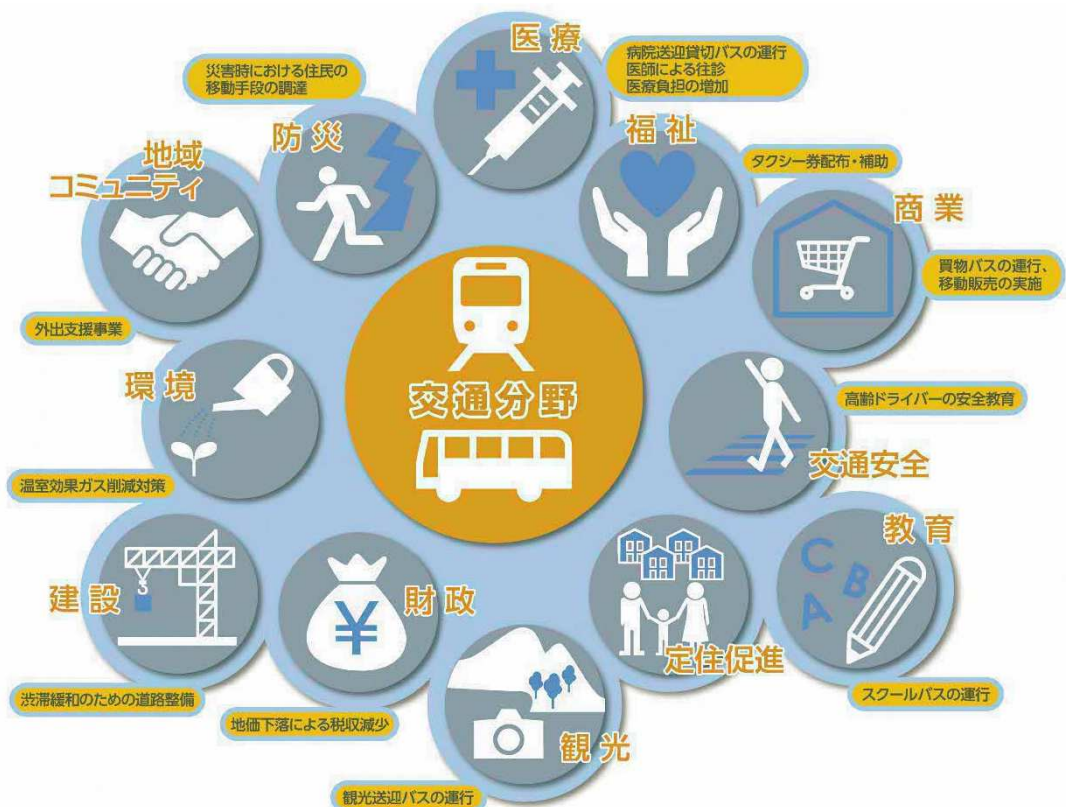 医療
病院送迎貸切バスの運行
医師による往診
医療負担の増加
災害時における住民の
移動手段の調達
防災
福祉
タクシー券配布・補助
地域
コミュニティ
商業
買物バスの運行、
移動販売の実施
外出支援事業
環境
交通分野
高齢ドライバーの安全教育
交通安全
温室効果ガス削減対策
教育
建設
財政
定住促進
スクールバスの運行
渋滞緩和のための道路整備
地価下落による税収減少
観光
観光送迎バスの運行
¥
C
B
A